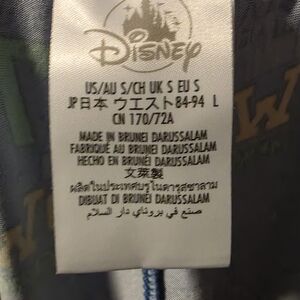 Disney
US/AU S/CH UK S EU S
JP日本 ウエスト84-94 L
CN 170/72A
MADE IN BRUNEI DARUSSALAM
FABRIQUÉ AU BRUNEI DARUSSALAM
HECHO EN BRUNEI DARUSSALAM
文莱製
ผลิตในประเทศบรูไนดารุสซาลาม
DIBUAT DI BRUNEI DARUSSALAM
صنع في بروناي دار السلام